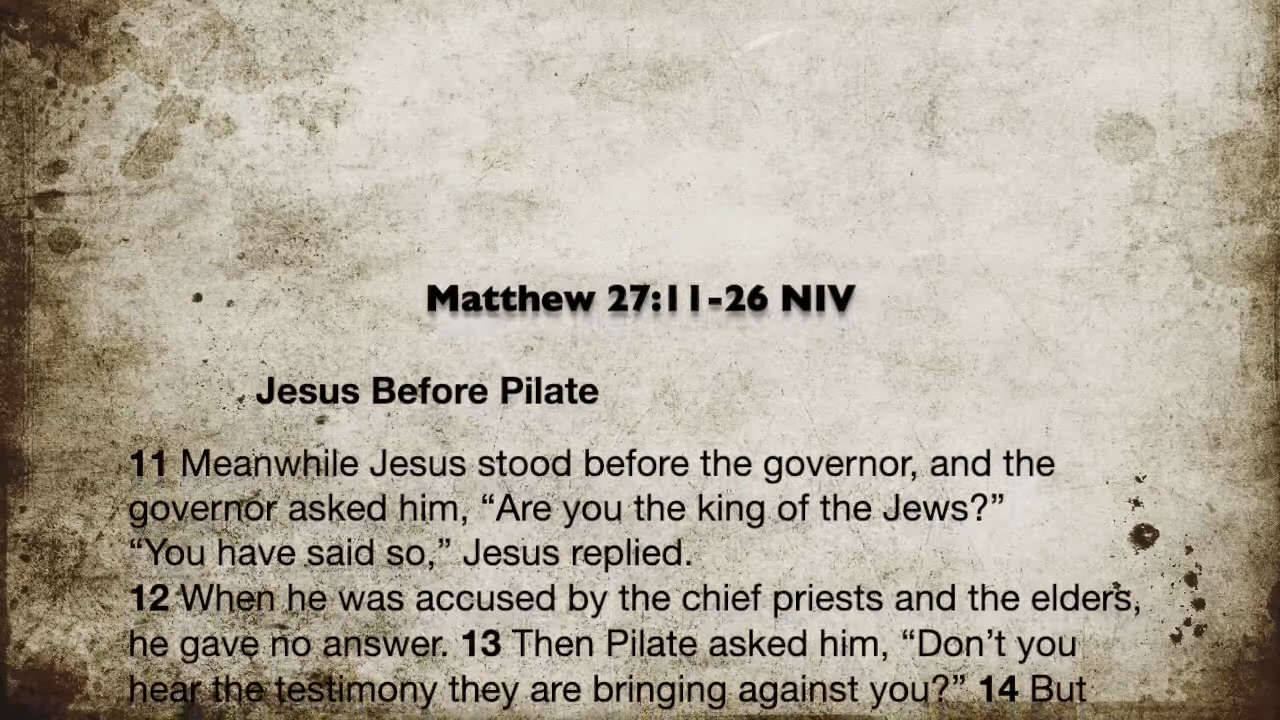 Matthew 27:11-26 NIV
Jesus Before Pilate
11 Meanwhile Jesus stood before the governor, and the
governor asked him, “Are you the king of the Jews?”
“You have said so,” Jesus replied.
12 When he was accused by the chief priests and the elders,
he gave no answer. 13 Then Pilate asked him, “Don’t you
hear the testimony they are bringing against you?” 14 But